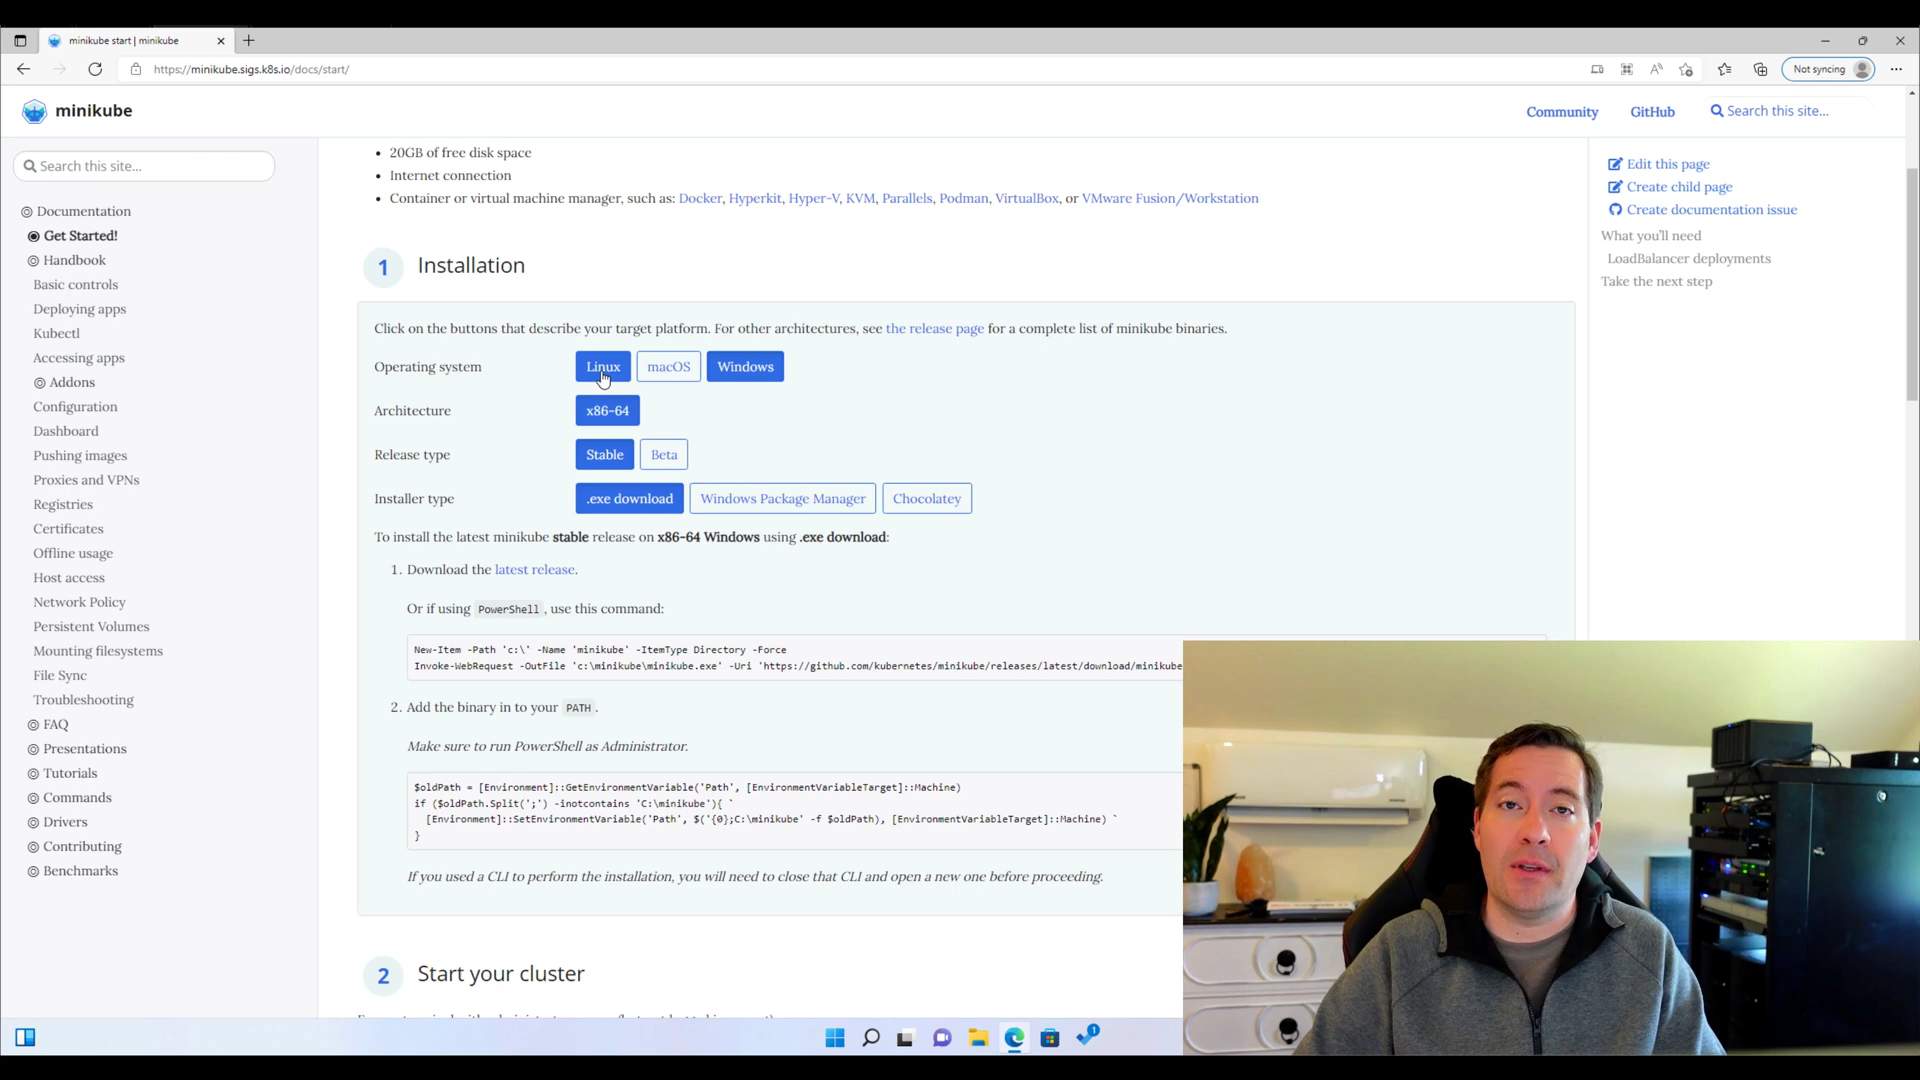 minikube start | minikube
https://minikube.sigs.k8s.io/docs/start/
Not syncing
minikube
Community
GitHub
Search this site...
Search this site...
Documentation
Get Started!
Handbook
Basic controls
Deploying apps
Kubectl
Accessing apps
Addons
Configuration
Dashboard
Pushing images
Proxies and VPNs
Registries
Certificates
Offline usage
Host access
Network Policy
Persistent Volumes
Mounting filesystems
File Sync
Troubleshooting
FAQ
Presentations
Tutorials
Commands
Drivers
Contributing
Benchmarks
• 20GB of free disk space
• Internet connection
• Container or virtual machine manager, such as: Docker, Hyperkit, Hyper-V, KVM, Parallels, Podman, VirtualBox, or VMware Fusion/Workstation
1 Installation
Click on the buttons that describe your target platform. For other architectures, see the release page for a complete list of minikube binaries.
Operating system Linux macOS Windows
Architecture x86-64
Release type Stable Beta
Installer type .exe download Windows Package Manager Chocolatey
To install the latest minikube stable release on x86-64 Windows using .exe download:
1. Download the latest release.
Or if using PowerShell, use this command:
New-Item -Path 'c:\' -Name 'minikube' -ItemType Directory -Force
Invoke-WebRequest -OutFile 'c:\minikube\minikube.exe' -Uri 'https://github.com/kubernetes/minikube/releases/latest/download/minikube
2. Add the binary in to your PATH.
Make sure to run PowerShell as Administrator.
$oldPath = [Environment]::GetEnvironmentVariable('Path', [EnvironmentVariableTarget]::Machine)
if ($oldPath.Split(';') -inotcontains 'C:\minikube'){ `
[Environment]::SetEnvironmentVariable('Path', $('{0};C:\minikube' -f $oldPath), [EnvironmentVariableTarget]::Machine) `
}
If you used a CLI to perform the installation, you will need to close that CLI and open a new one before proceeding.
2 Start your cluster
Edit this page
Create child page
Create documentation issue
What you'll need
LoadBalancer deployments
Take the next step
1